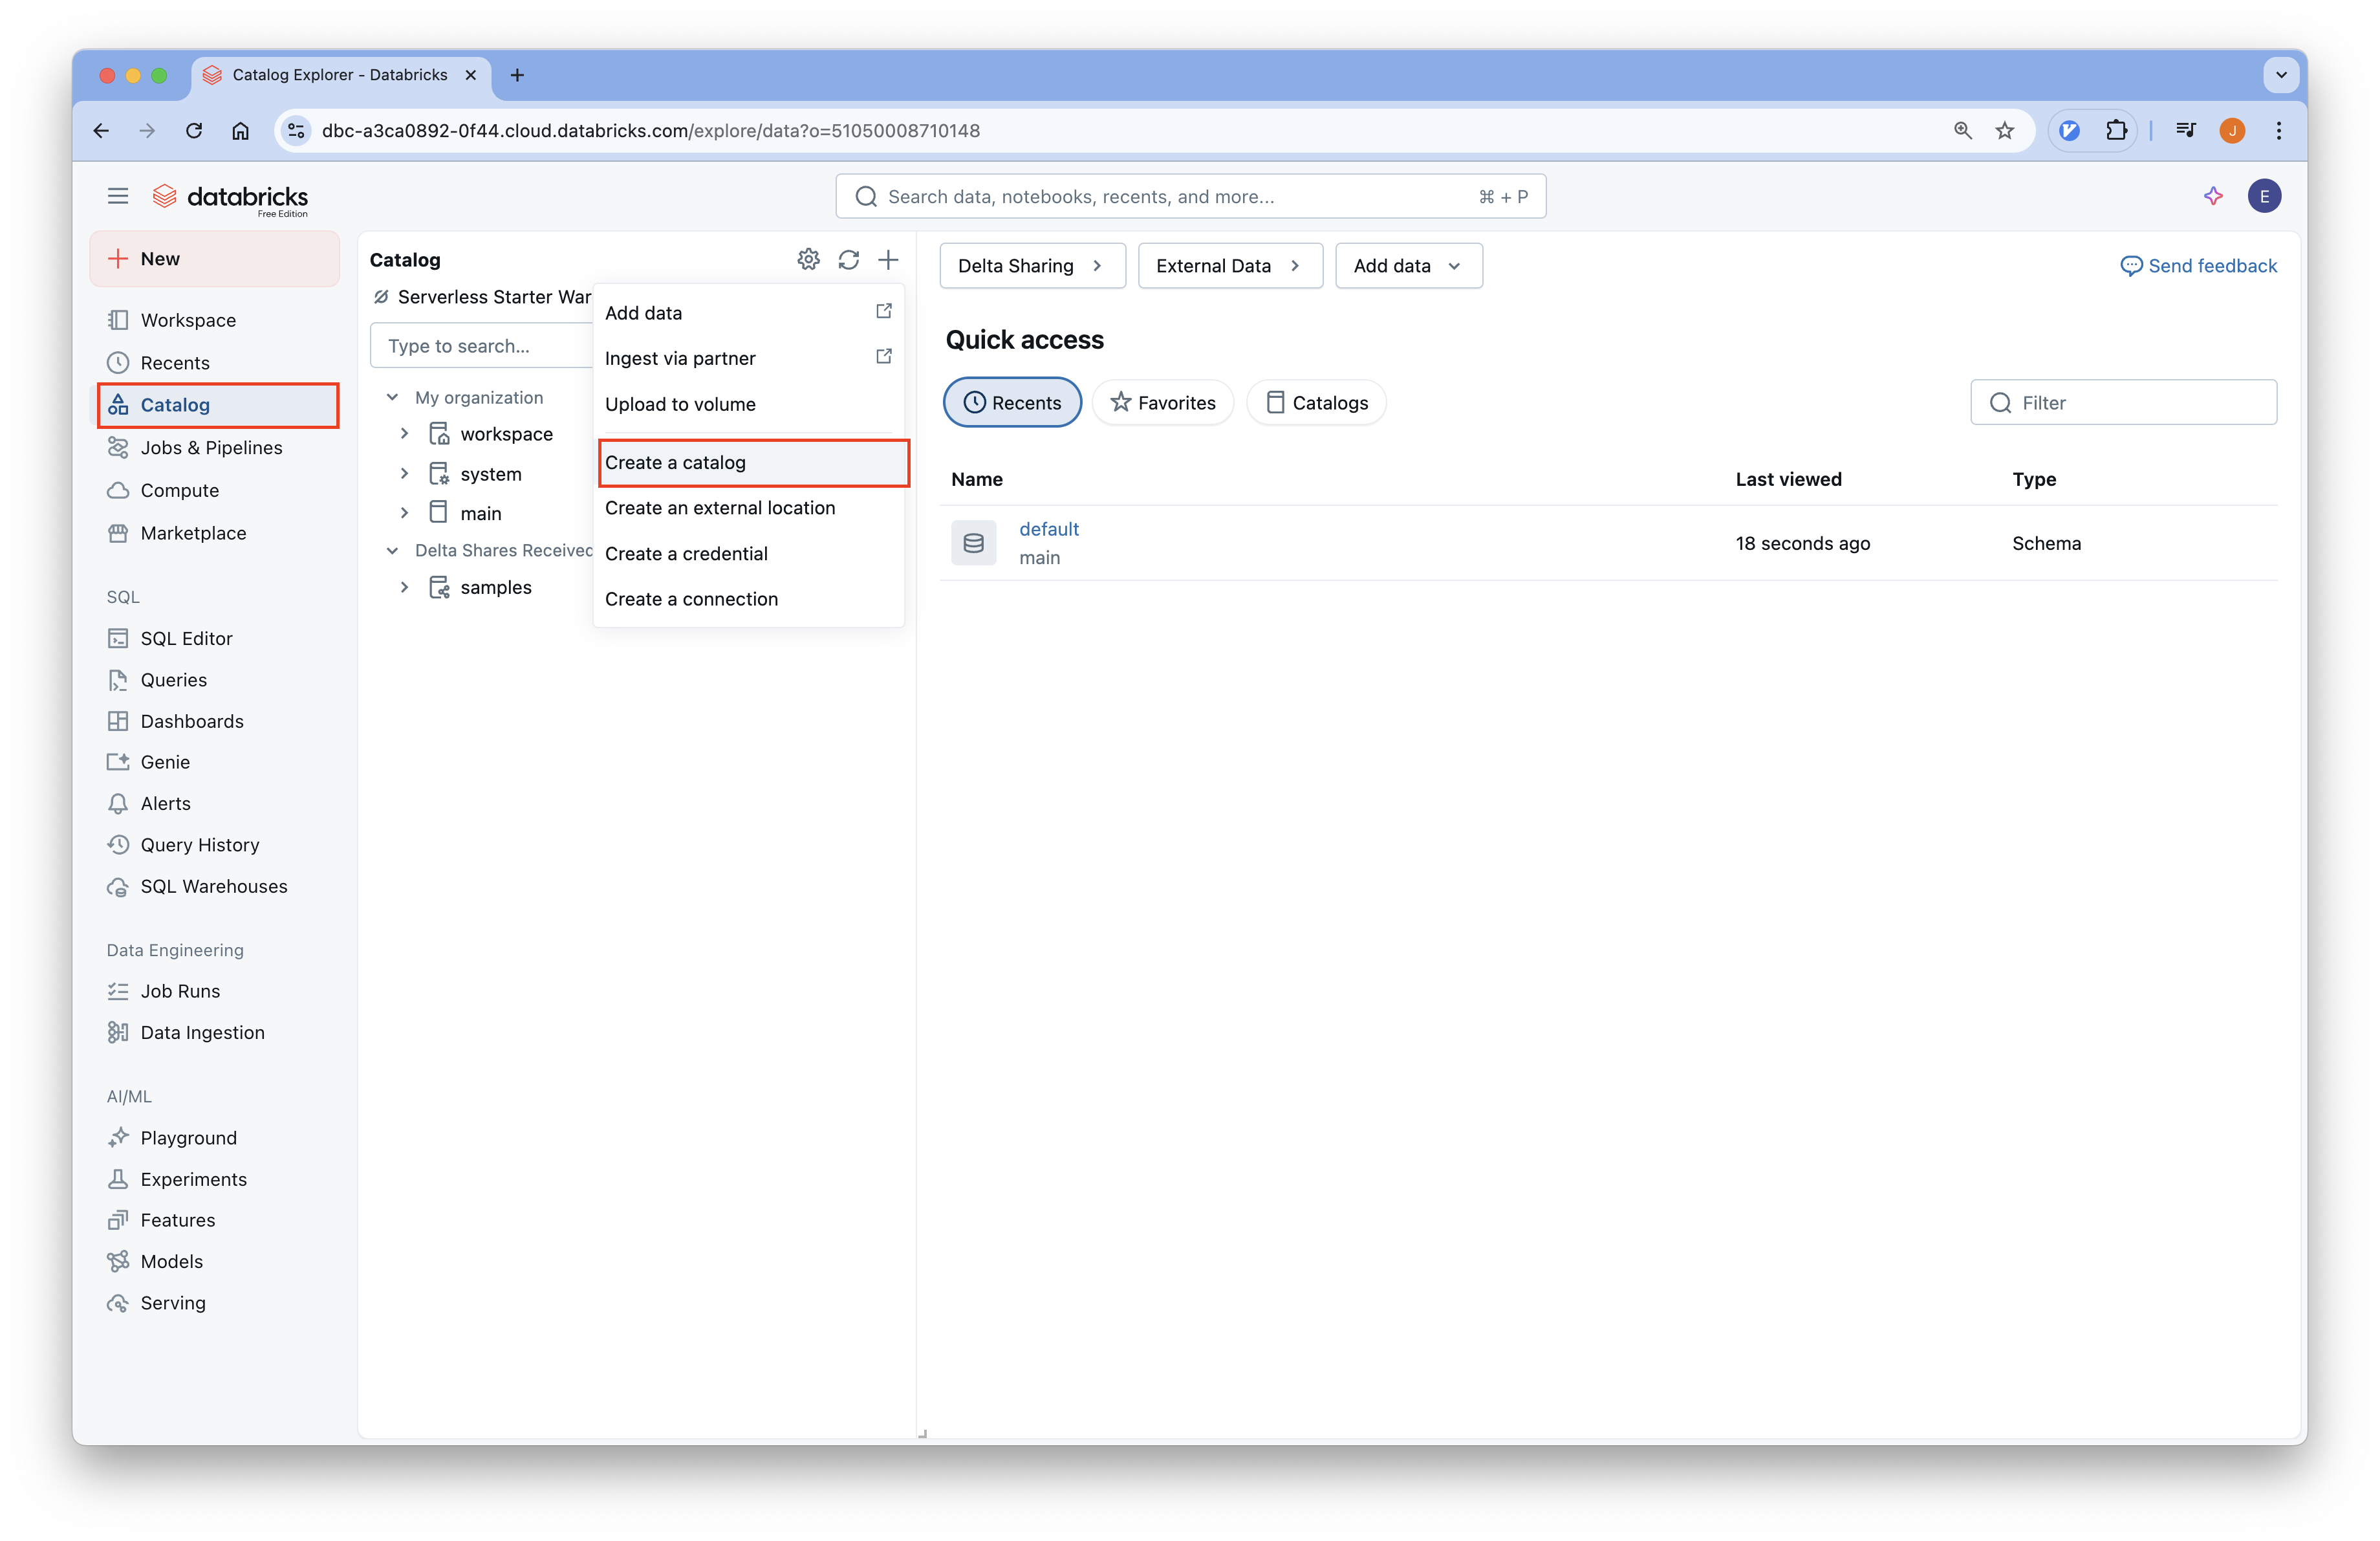 Catalog Explorer - Databricks
dbc-a3ca0892-0f44.cloud.databricks.com/explore/data?o=51050008710148
J
databricks
Free Edition
Search data, notebooks, recents, and more...
⌘ + P
E
New
Workspace
Recents
Catalog
Jobs & Pipelines
Compute
Marketplace
SQL
SQL Editor
Queries
Dashboards
Genie
Alerts
Query History
SQL Warehouses
Data Engineering
Job Runs
Data Ingestion
AI/ML
Playground
Experiments
Features
Models
Serving
Catalog
Serverless Starter War
Type to search...
My organization
workspace
system
main
Delta Shares Received
samples
Add data
Ingest via partner
Upload to volume
Create a catalog
Create an external location
Create a credential
Create a connection
Delta Sharing
External Data
Add data
Send feedback
Quick access
Recents
Favorites
Catalogs
Filter
Name
Last viewed
Type
default
main
18 seconds ago
Schema